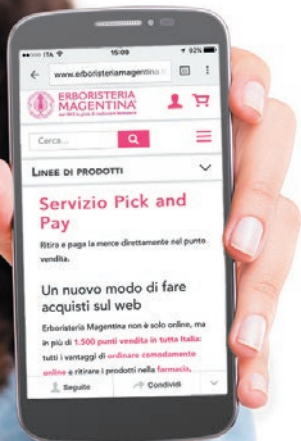 ITA 15:09 92%
www.erboristeriamagentina.it
ERBORISTERIA
MAGENTINA®
Cerca...
LINEE DI PRODOTTI
Servizio Pick and
Pay
Ritira e paga la merce direttamente nel punto
vendita.
Un nuovo modo di fare
acquisti sul web
Erboristeria Magentina non è solo online, ma
in più di 1.500 punti vendita in tutta Italia:
tutti i vantaggi di ordinare comodamente
online e ritirare i prodotti nella farmacia,
Seguite Condividi